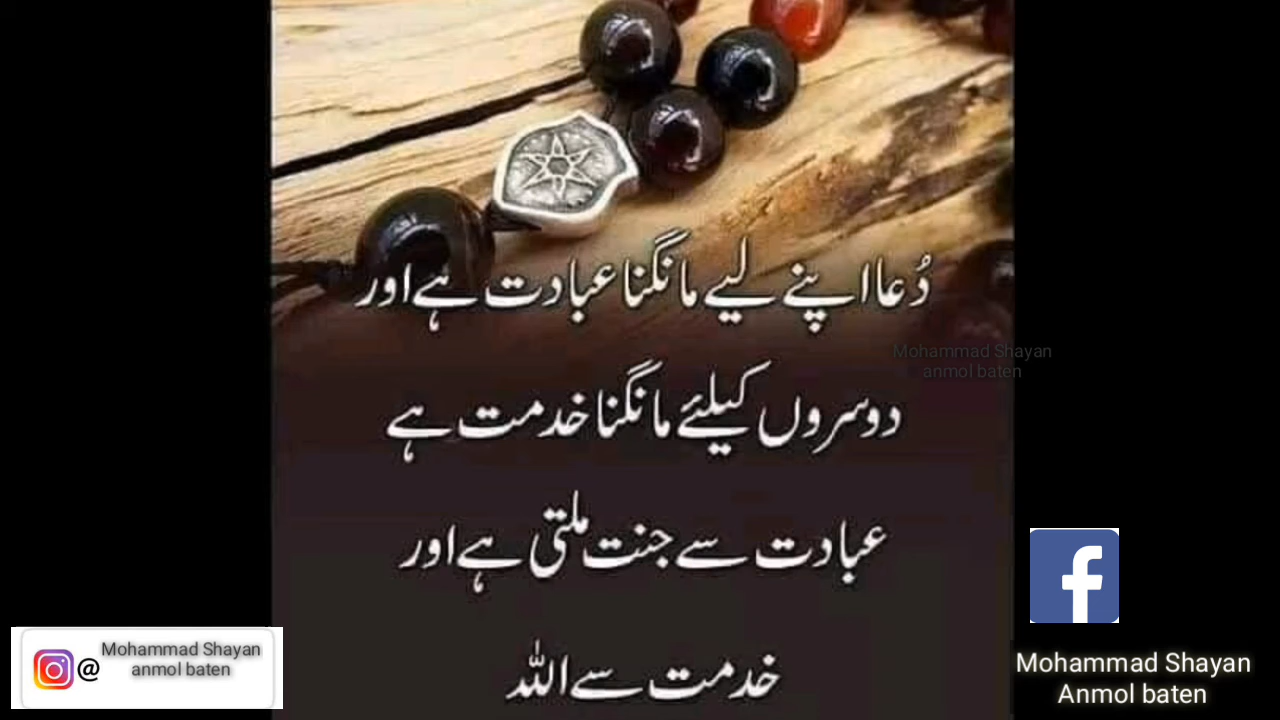 دُعا اپنے لیے مانگنا عبادت ہے اور
دوسروں کیلئے مانگنا خدمت ہے
عبادت سے جنت ملتی ہے اور
خدمت سے اللہ
Mohammad Shayan
anmol baten
@
Mohammad Shayan
anmol baten
Mohammad Shayan
Anmol baten